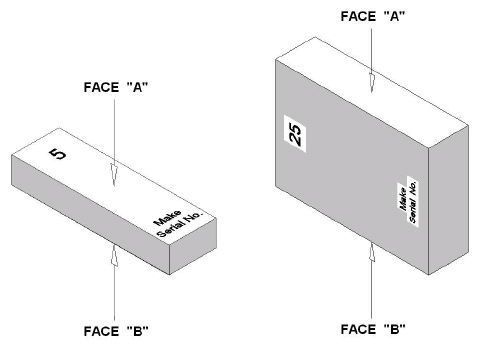 FACE "A"
FACE "A"
5
25
Make
Serial No.
Make
Serial No.
FACE "B"
FACE "B"